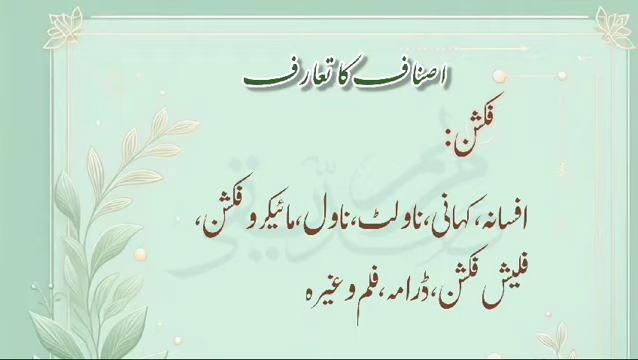 اصناف کا تعارف
فکشن:
افسانہ، کہانی، ناولٹ، ناول، مائیکرو فکشن،
فلیش فکشن، ڈرامہ، فلم وغیرہ